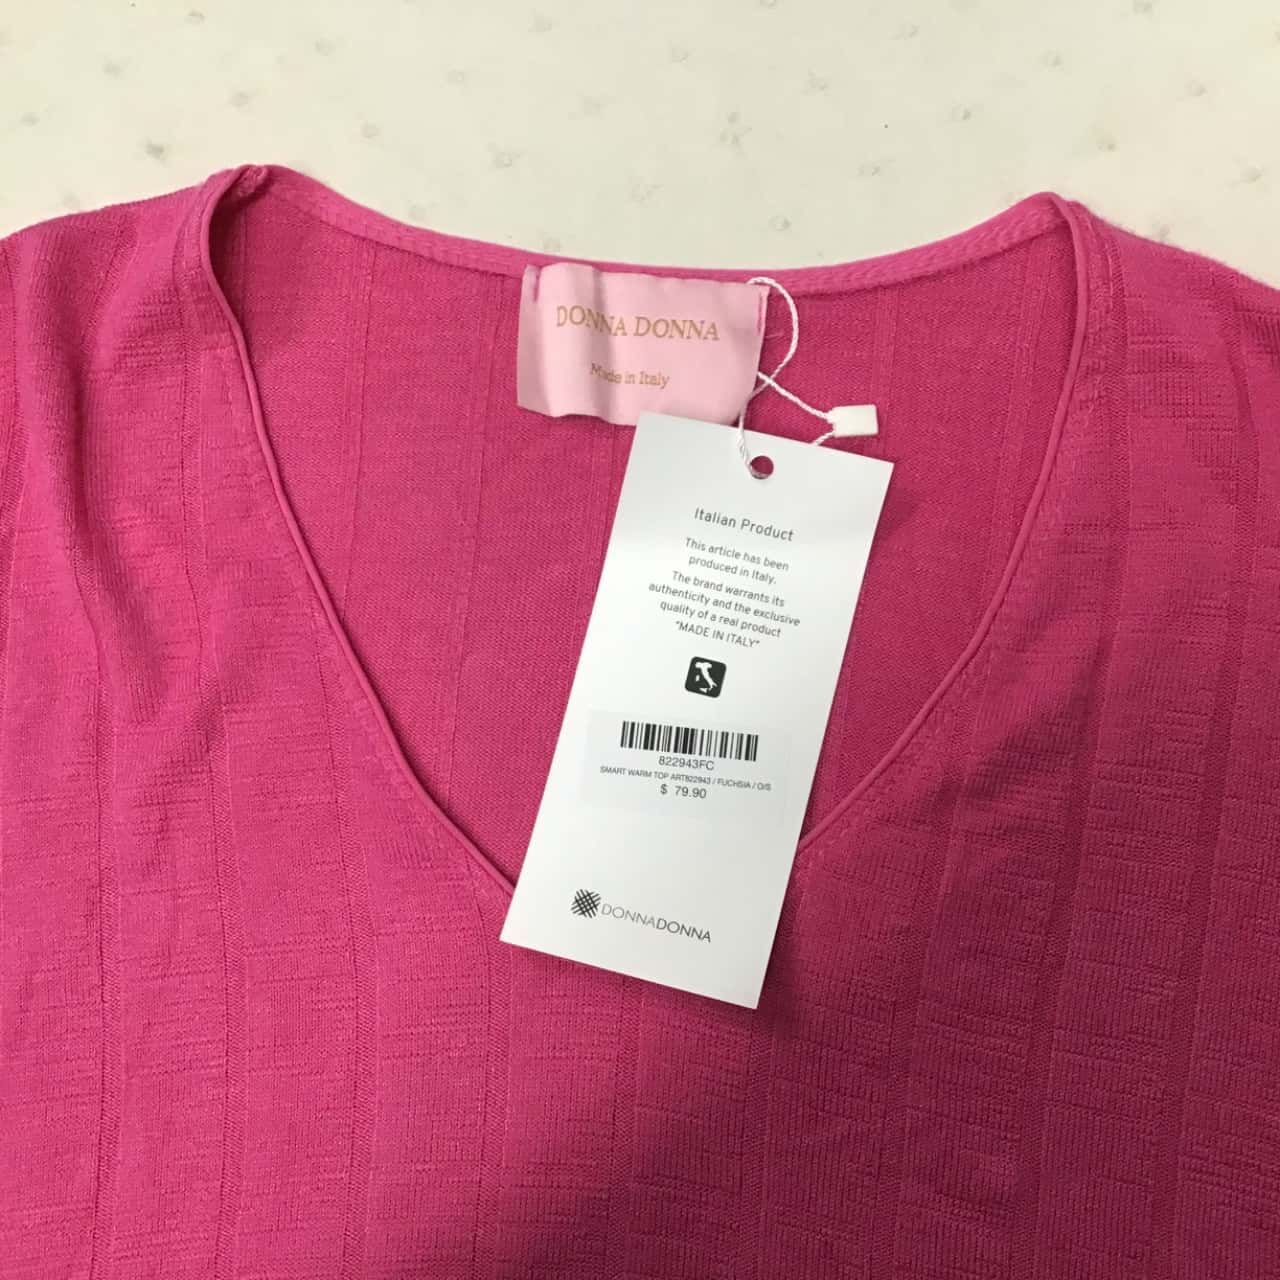 DONNA DONNA
Made in Italy
Italian Product
This article has been
produced in Italy.
The brand warrants its
authenticity and the exclusive
quality of a real product
"MADE IN ITALY"
822943FC
SMART WARM TOP ART822943 / FUCHSIA / O/S
$ 79.90
DONNADONNA